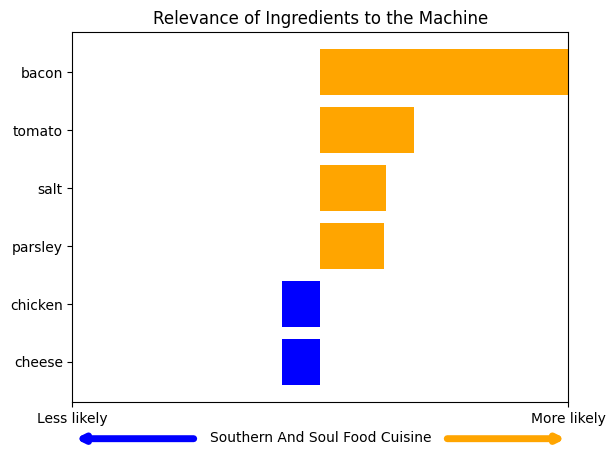 Relevance of Ingredients to the Machine
bacon
tomato
salt
parsley
chicken
cheese
Less likely More likely
Southern And Soul Food Cuisine